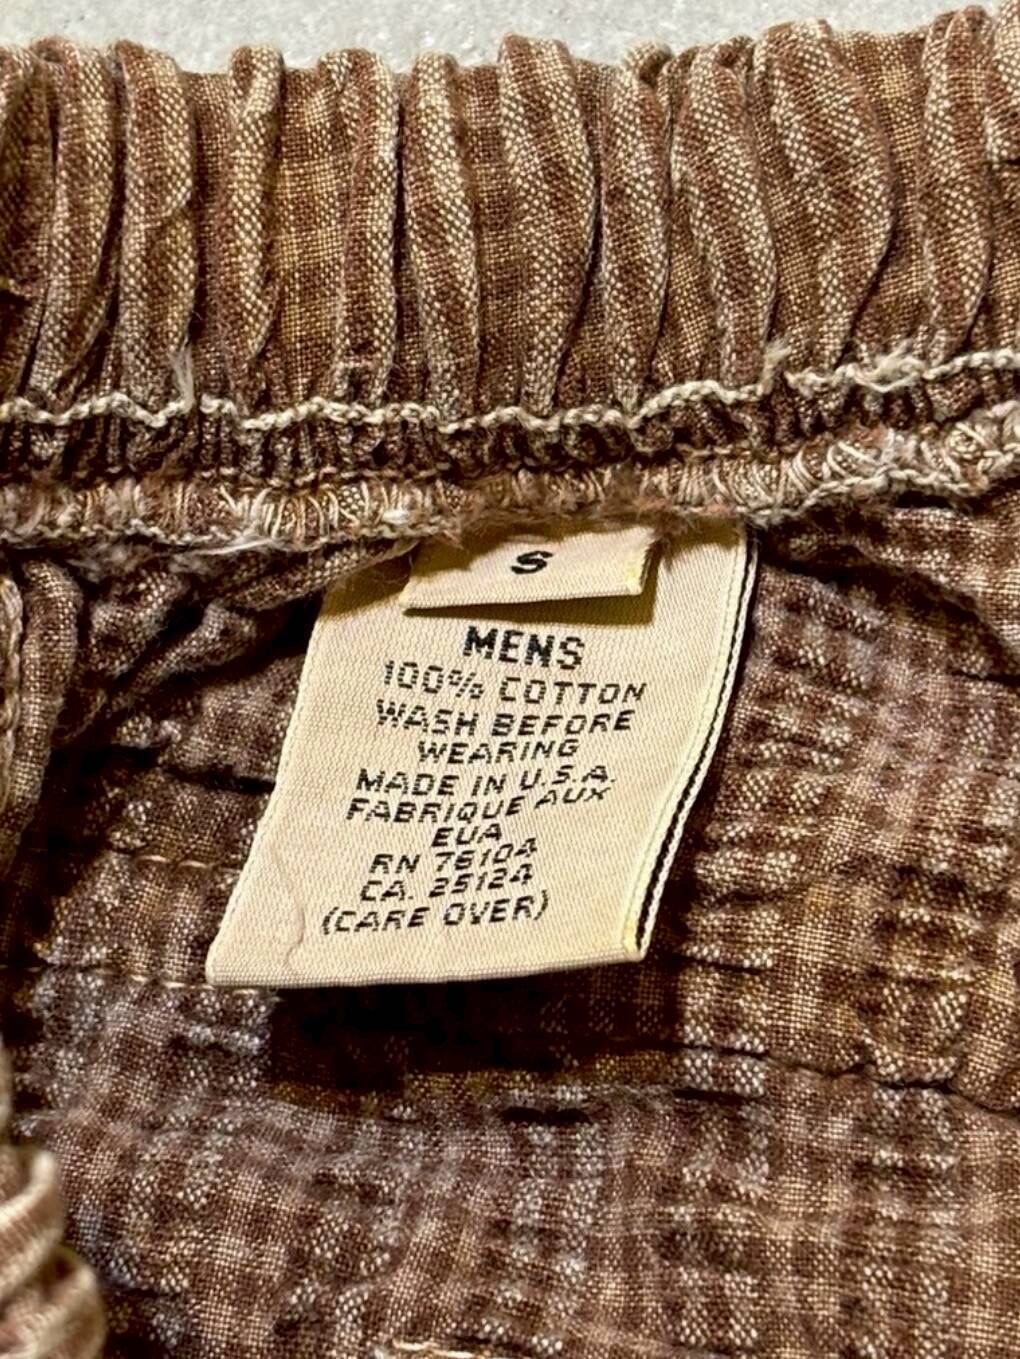 S
MENS
100% COTTON
WASH BEFORE
WEARING
MADE IN U.S.A.
FABRIQUE AUX
EUA
RN 76104
CA. 25124
(CARE OVER)